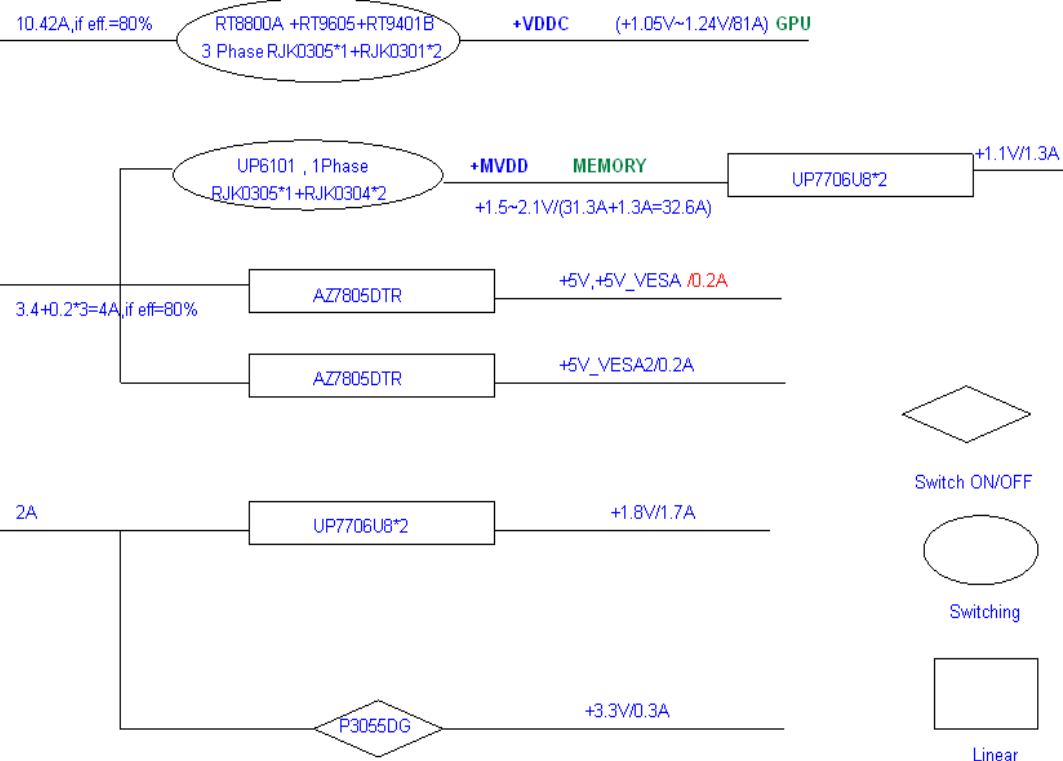 10.42A,if eff.=80%
RT8800A +RT9605+RT9401B
3 Phase RJK0305*1+RJK0301*2
+VDDC (+1.05V~1.24V/81A) GPU
UP6101 , 1Phase
RJK0305*1+RJK0304*2
+MVDD MEMORY
+1.5~2.1V/(31.3A+1.3A=32.6A)
UP7706U8*2
+1.1V/1.3A
3.4+0.2*3=4A,if eff=80%
AZ7805DTR
+5V,+5V_VESA /0.2A
AZ7805DTR
+5V_VESA2/0.2A
Switch ON/OFF
2A
UP7706U8*2
+1.8V/1.7A
Switching
P3055DG
+3.3V/0.3A
Linear